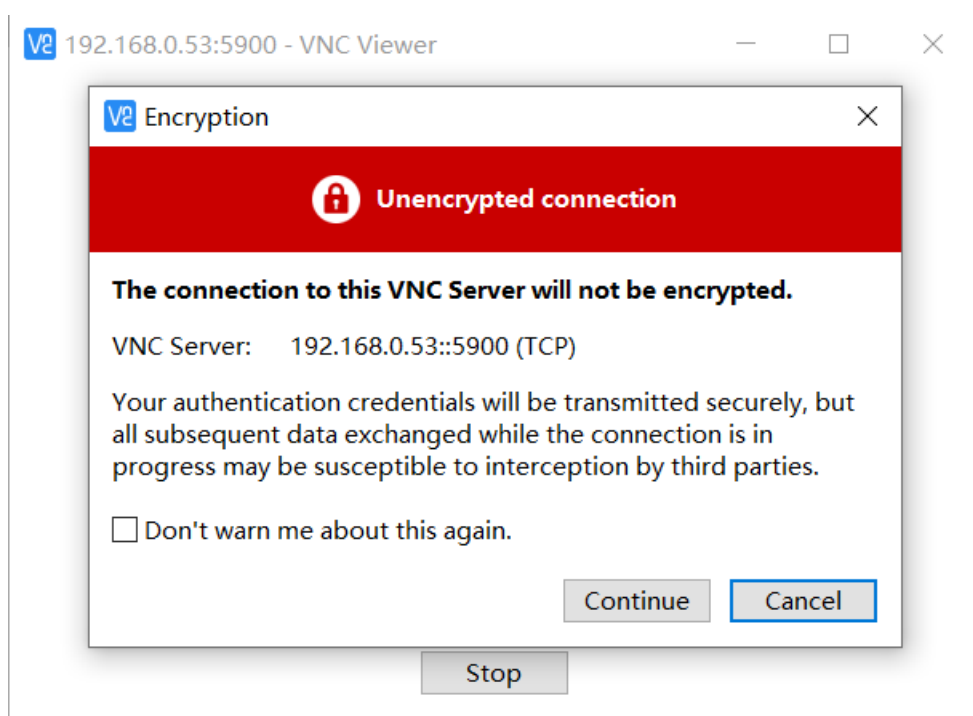 V2 192.168.0.53:5900 - VNC Viewer
V2 Encryption
Unencrypted connection
The connection to this VNC Server will not be encrypted.
VNC Server: 192.168.0.53::5900 (TCP)
Your authentication credentials will be transmitted securely, but
all subsequent data exchanged while the connection is in
progress may be susceptible to interception by third parties.
Don't warn me about this again.
Continue Cancel
Stop